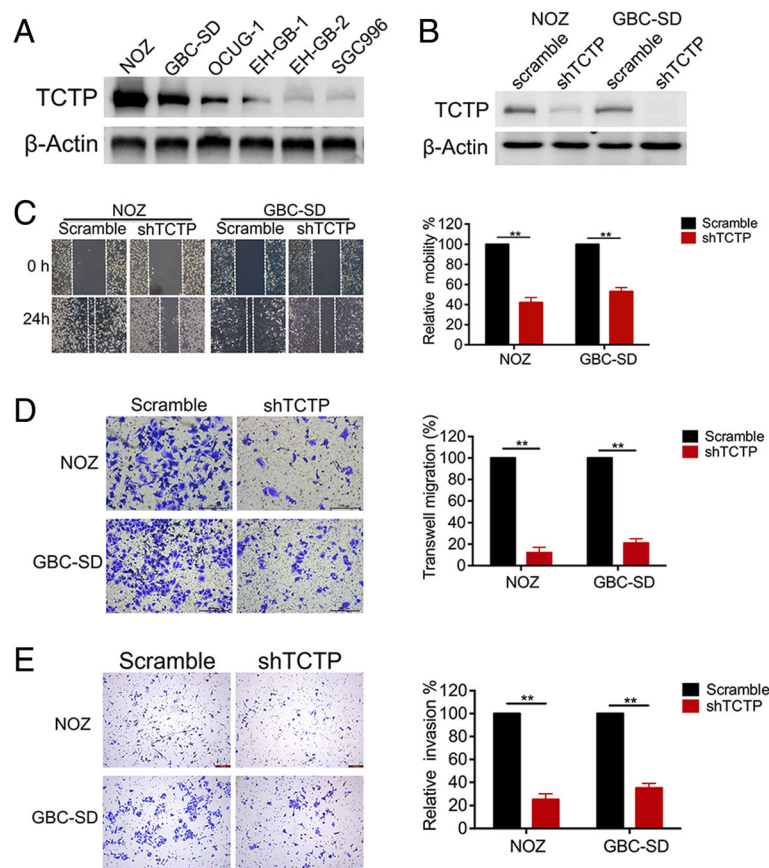 A
NOZ
GBC-SD
OCUG-1
EH-GB-1
EH-GB-2
SGC996
TCTP
β-Actin
B
NOZ GBC-SD
scramble
shTCTP
scramble
shTCTP
TCTP
β-Actin
C
NOZ GBC-SD
Scramble shTCTP Scramble shTCTP
0 h
24h
Relative mobility %
100
80
60
40
20
0
** **
NOZ GBC-SD
Scramble
shTCTP
D
Scramble shTCTP
NOZ
GBC-SD
Transwell migration (%)
100
80
60
40
20
0
** **
NOZ GBC-SD
Scramble
shTCTP
E
Scramble shTCTP
NOZ
GBC-SD
Relative invasion %
100
80
60
40
20
0
** **
NOZ GBC-SD
Scramble
shTCTP